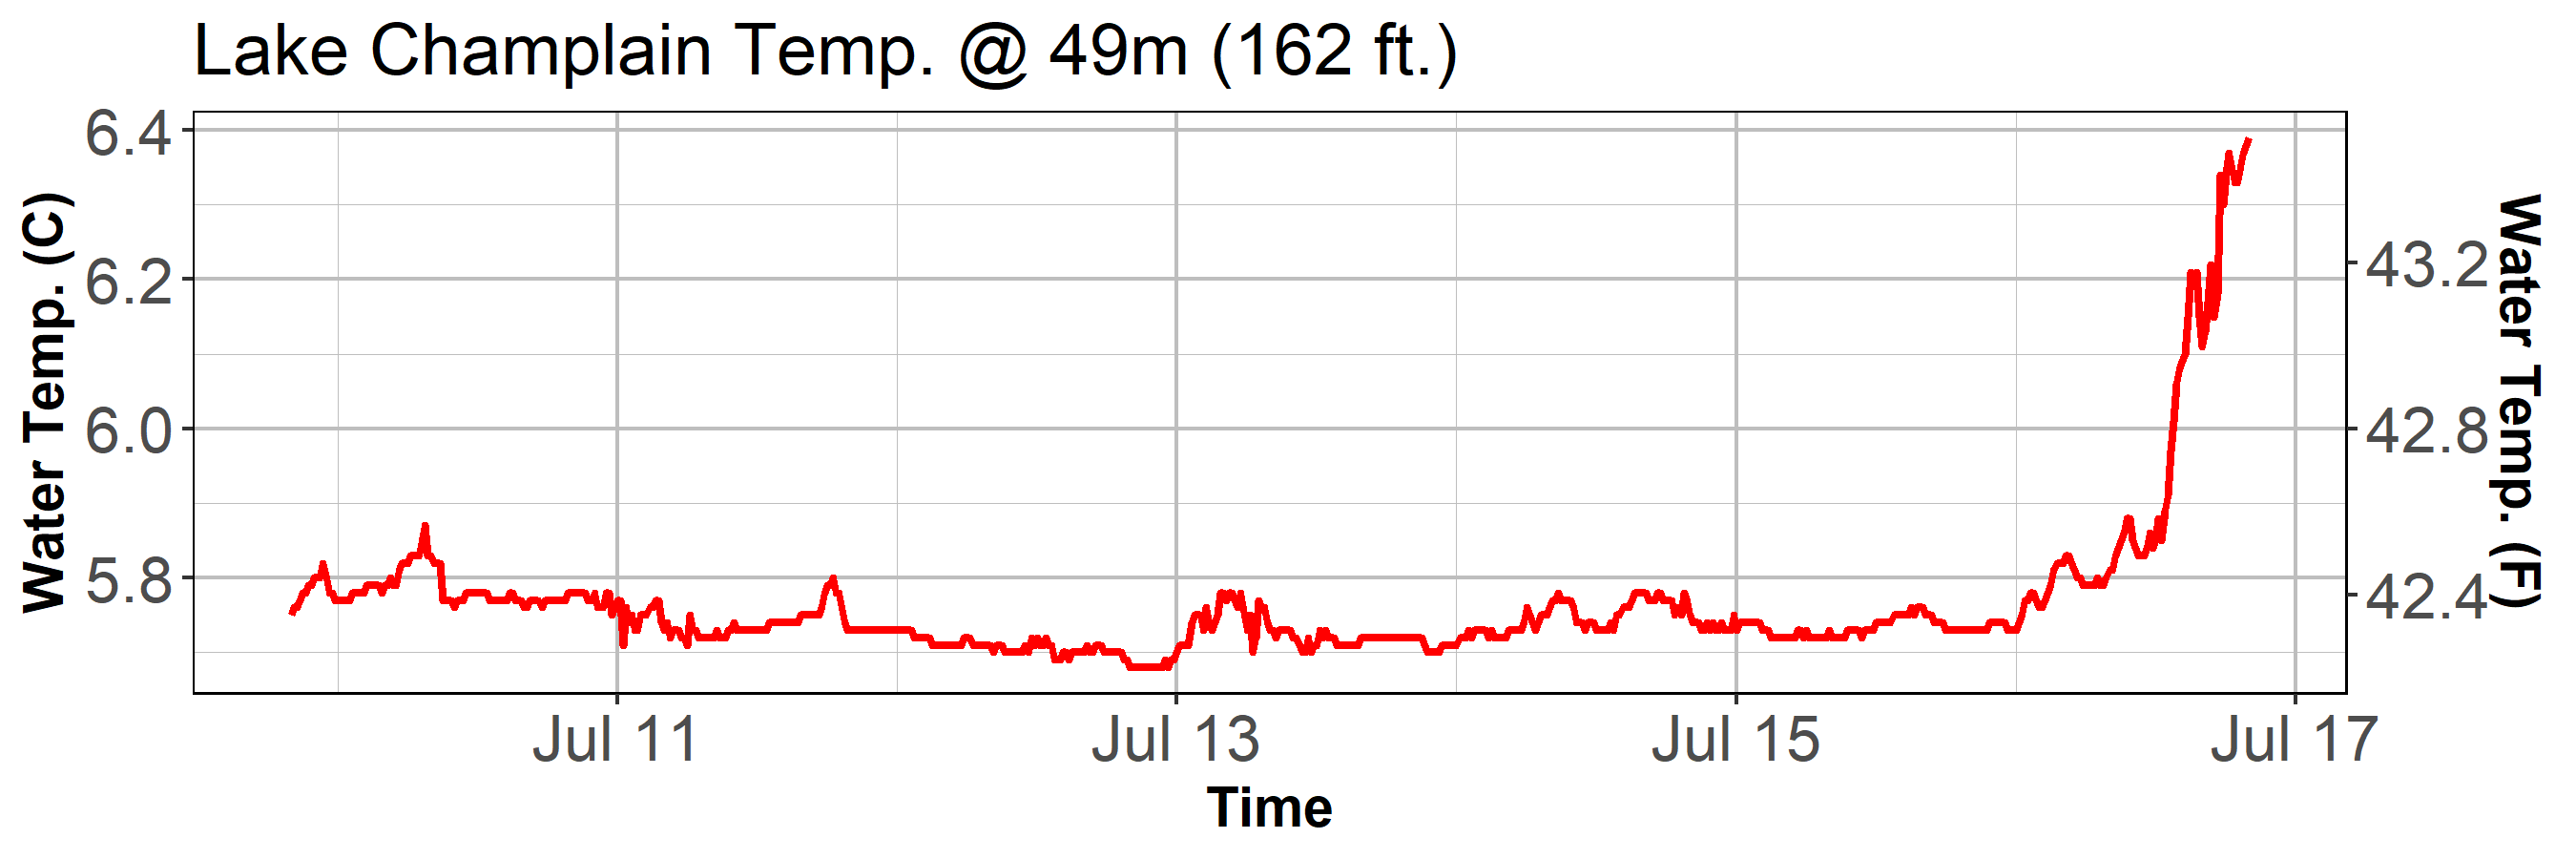 Lake Champlain Temp. @ 49m (162 ft.)
Water Temp. (C)
6.4
6.2
6.0
5.8
43.2
42.8
42.4
Water Temp. (F)
Jul 11 Jul 13 Jul 15 Jul 17
Time